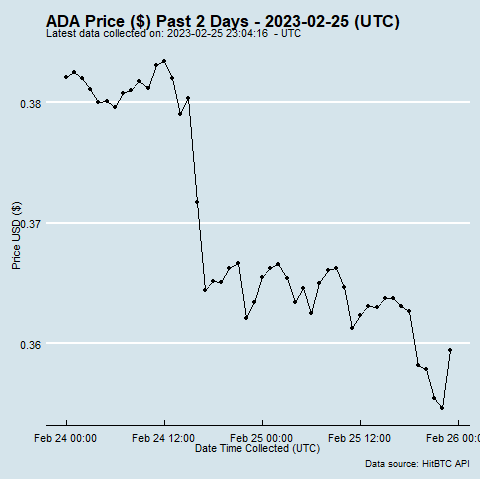 ADA Price ($) Past 2 Days - 2023-02-25 (UTC)
Latest data collected on: 2023-02-25 23:04:16 - UTC
0.38
0.37
0.36
Price USD ($)
Feb 24 00:00
Feb 24 12:00
Feb 25 00:00
Feb 25 12:00
Feb 26 00:00
Date Time Collected (UTC)
Data source: HitBTC API